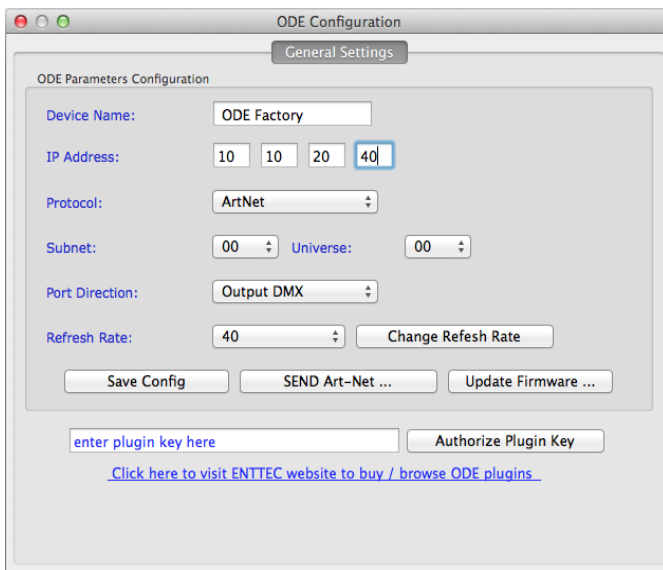 ODE Configuration
General Settings
ODE Parameters Configuration
Device Name: ODE Factory
IP Address: 10 10 20 40
Protocol: ArtNet
Subnet: 00 Universe: 00
Port Direction: Output DMX
Refresh Rate: 40 Change Refesh Rate
Save Config SEND Art-Net ... Update Firmware ...
enter plugin key here Authorize Plugin Key
Click here to visit ENTTEC website to buy / browse ODE plugins